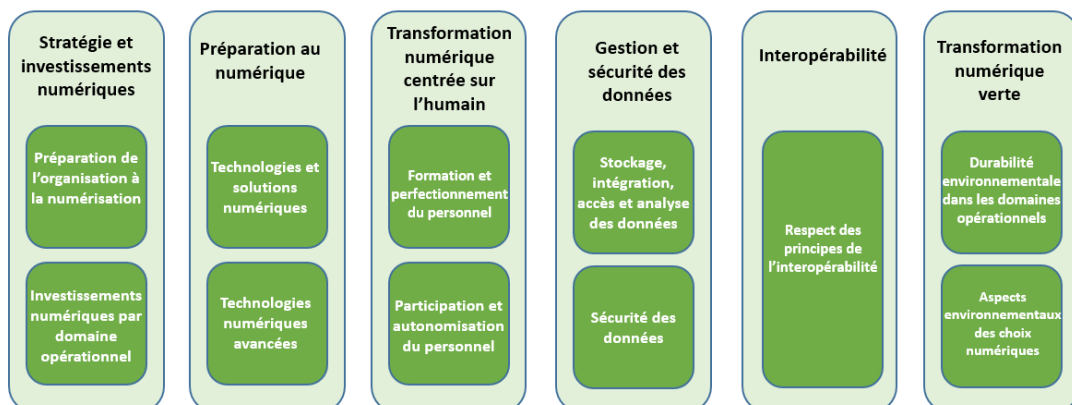 Stratégie et
investissements
numériques
Préparation de
l’organisation à
la numérisation
Investissements
numériques par
domaine
opérationnel
Préparation au
numérique
Technologies et
solutions
numériques
Technologies
numériques
avancées
Transformation
numérique
centrée sur
l’humain
Formation et
perfectionnement
du personnel
Participation et
autonomisation
du personnel
Gestion et
sécurité des
données
Stockage,
intégration,
accès et analyse
des données
Sécurité des
données
Interopérabilité
Respect des
principes de
l’interopérabilité
Transformation
numérique
verte
Durabilité
environnementale
dans les domaines
opérationnels
Aspects
environnementaux
des choix
numériques